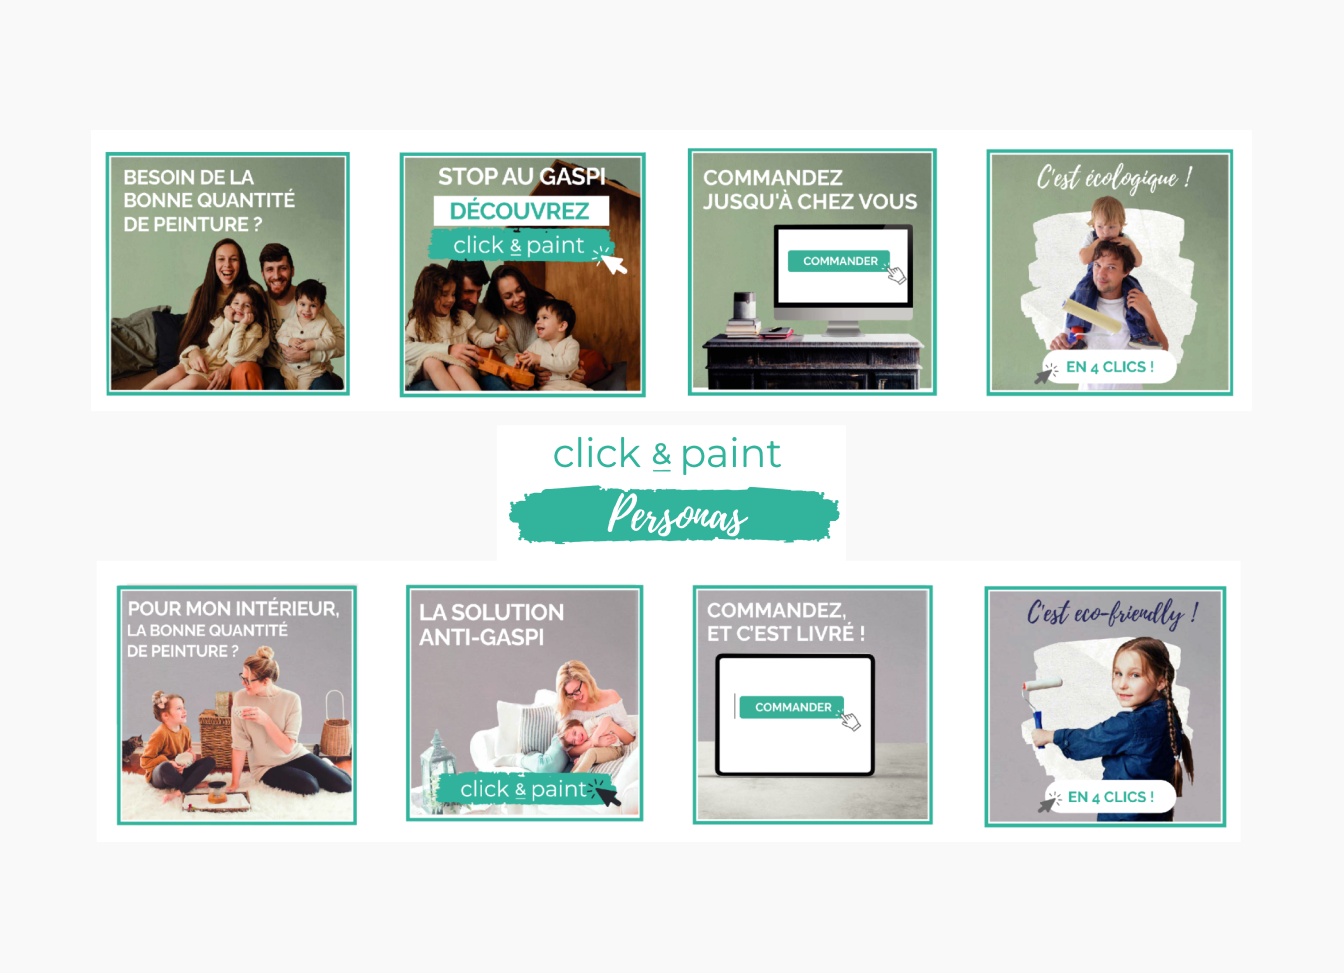 BESOIN DE LA
BONNE QUANTITÉ
DE PEINTURE ?
STOP AU GASPI
DÉCOUVREZ
click & paint
COMMANDEZ
JUSQU'À CHEZ VOUS
COMMANDER
C'est écologique !
EN 4 CLICS !
click & paint
Personas
POUR MON INTÉRIEUR,
LA BONNE QUANTITÉ
DE PEINTURE ?
LA SOLUTION
ANTI-GASPI
click & paint
COMMANDEZ,
ET C'EST LIVRÉ !
COMMANDER
C'est eco-friendly !
EN 4 CLICS !